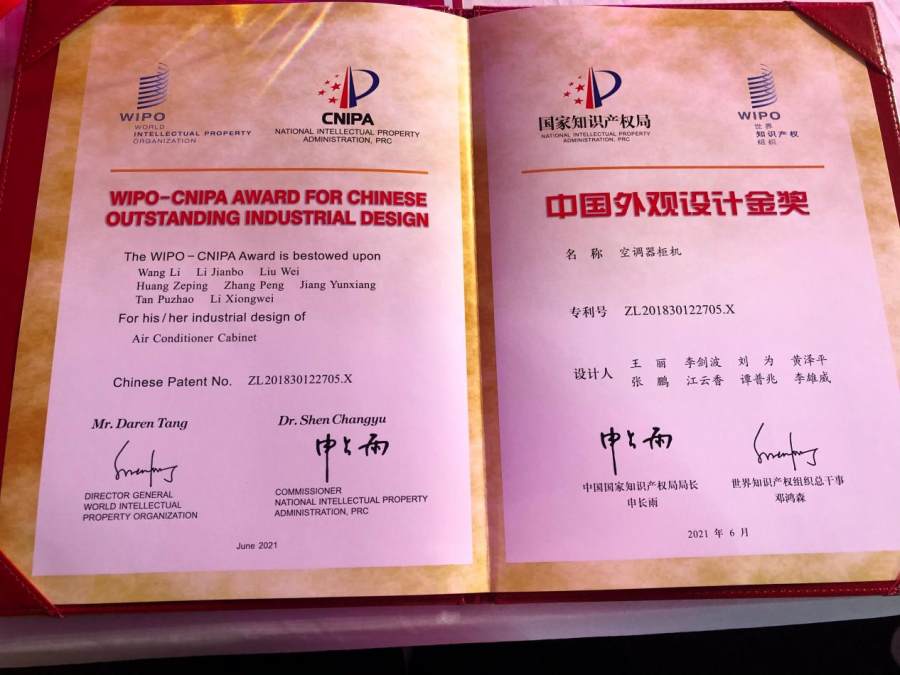 WIPO
WORLD
INTELLECTUAL PROPERTY
ORGANIZATION
CNIPA
NATIONAL INTELLECTUAL PROPERTY
ADMINISTRATION, PRC
WIPO-CNIPA AWARD FOR CHINESE
OUTSTANDING INDUSTRIAL DESIGN
The WIPO-CNIPA Award is bestowed upon
Wang Li Li Jianbo Liu Wei
Huang Zeping Zhang Peng Jiang Yunxiang
Tan Puzhao Li Xiongwei
For his/her industrial design of
Air Conditioner Cabinet
Chinese Patent No. ZL201830122705.X
Mr. Daren Tang
Dr. Shen Changyu
申长雨
DIRECTOR GENERAL
WORLD INTELLECTUAL
PROPERTY ORGANIZATION
COMMISSIONER
NATIONAL INTELLECTUAL PROPERTY
ADMINISTRATION, PRC
June 2021
国家知识产权局
NATIONAL INTELLECTUAL PROPERTY
ADMINISTRATION, PRC
WIPO
世界
知识产权
组织
中国外观设计金奖
名 称 空调器柜机
专利号 ZL201830122705.X
设计人 王 丽 李剑波 刘 为 黄泽平
张 鹏 江云香 谭普兆 李雄威
申长雨
中国国家知识产权局局长
申长雨
世界知识产权组织总干事
邓鸿森
2021 年 6 月